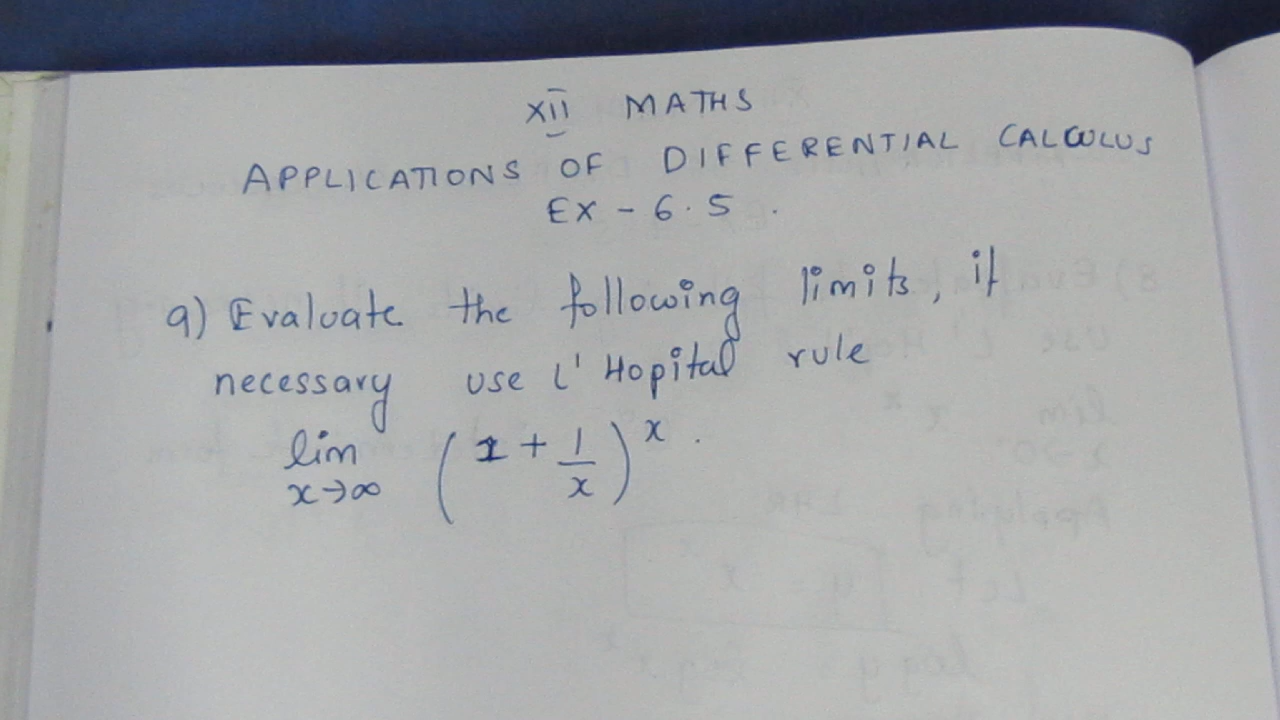 XII MATHS
APPLICATIONS OF DIFFERENTIAL CALCULUS
EX - 6.5.
9) Evaluate the following limits, if
necessary use l' Hopital rule
lim x→∞ (1 + 1/x)^x.